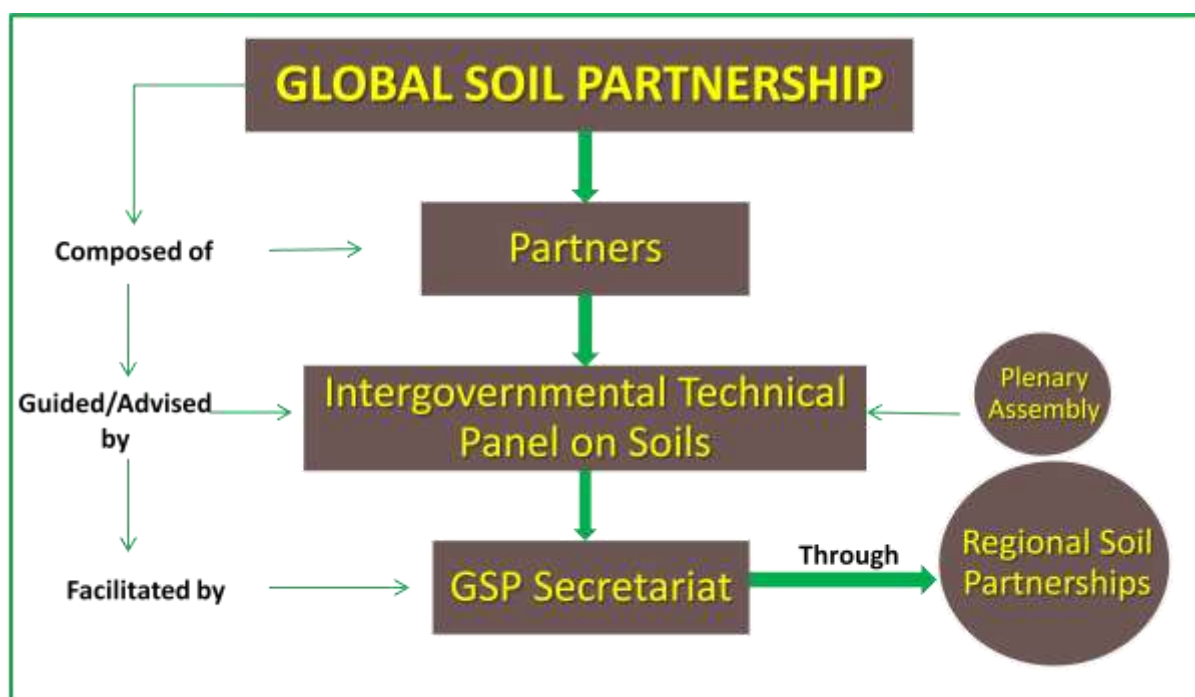 GLOBAL SOIL PARTNERSHIP
Composed of
Partners
Guided/Advised
by
Intergovernmental Technical
Panel on Soils
Plenary
Assembly
Facilitated by
GSP Secretariat
Through
Regional Soil
Partnerships